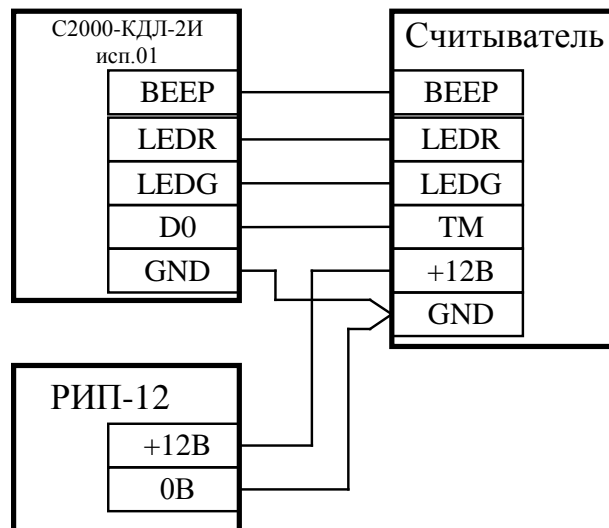 С2000-КДЛ-2И
исп.01
BEEP
LEDR
LEDG
D0
GND
Считыватель
BEEP
LEDR
LEDG
TM
+12В
GND
РИП-12
+12В
0В